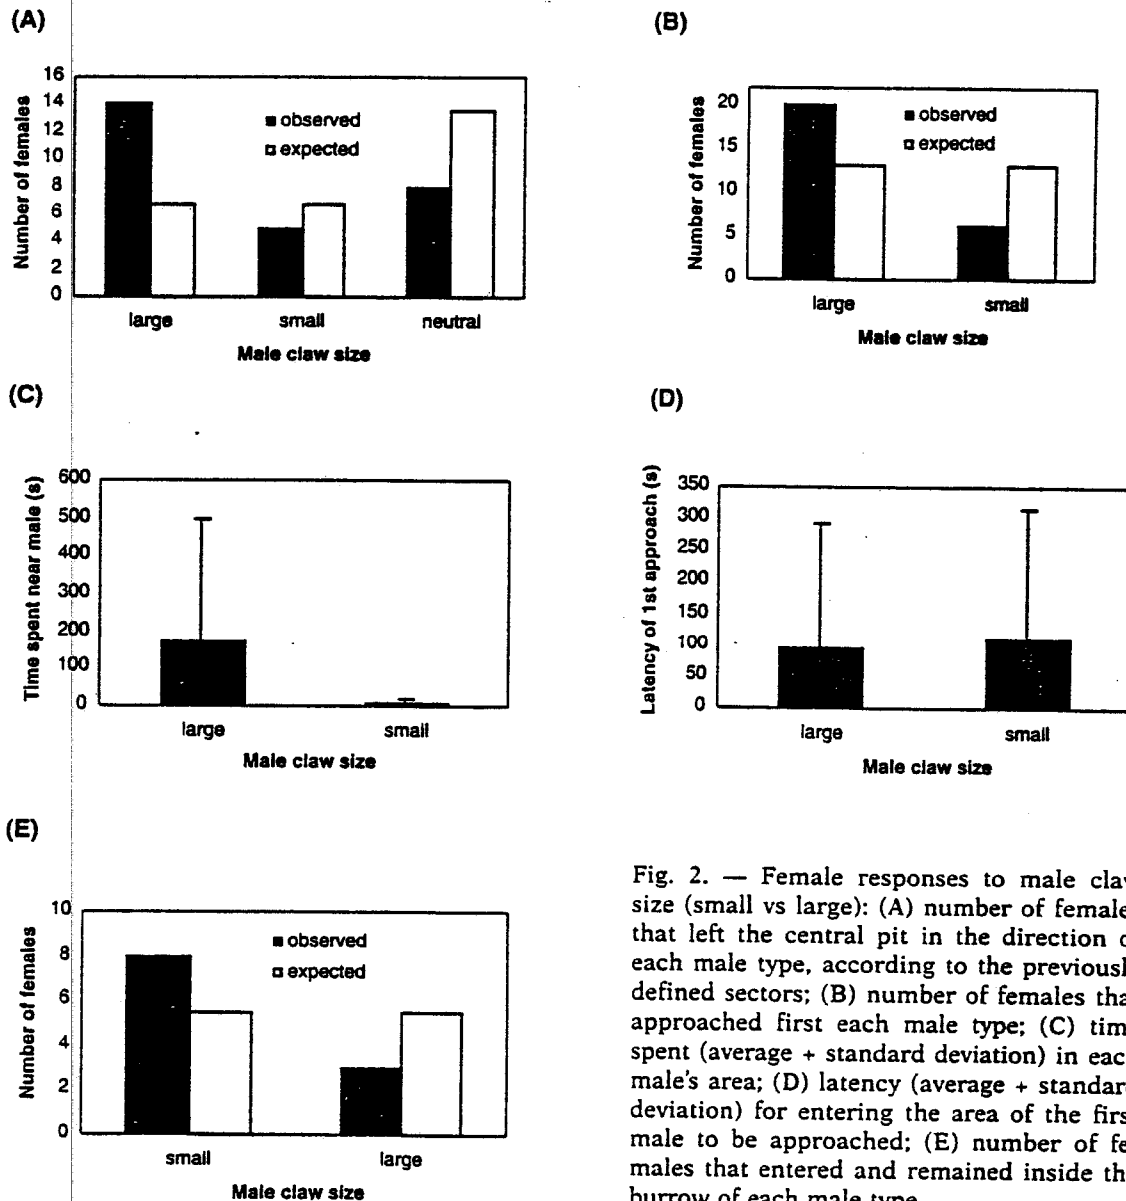 (A)
16
14
12
10
8
6
4
2
0
Number of females
observed
expected
large small neutral
Male claw size
(B)
20
15
10
5
0
Number of females
observed
expected
large small
Male claw size
(C)
600
500
400
300
200
100
0
Time spent near male (s)
large small
Male claw size
(D)
350
300
250
200
150
100
50
0
Latency of 1st approach (s)
large small
Male claw size
(E)
10
8
6
4
2
0
Number of females
observed
expected
small large
Male claw size
Fig. 2. — Female responses to male claw
size (small vs large): (A) number of female
that left the central pit in the direction o
each male type, according to the previousl
defined sectors; (B) number of females tha
approached first each male type; (C) tim
spent (average + standard deviation) in eac
male's area; (D) latency (average + standard
deviation) for entering the area of the firs
male to be approached; (E) number of fe
males that entered and remained inside th
burrow of each male type